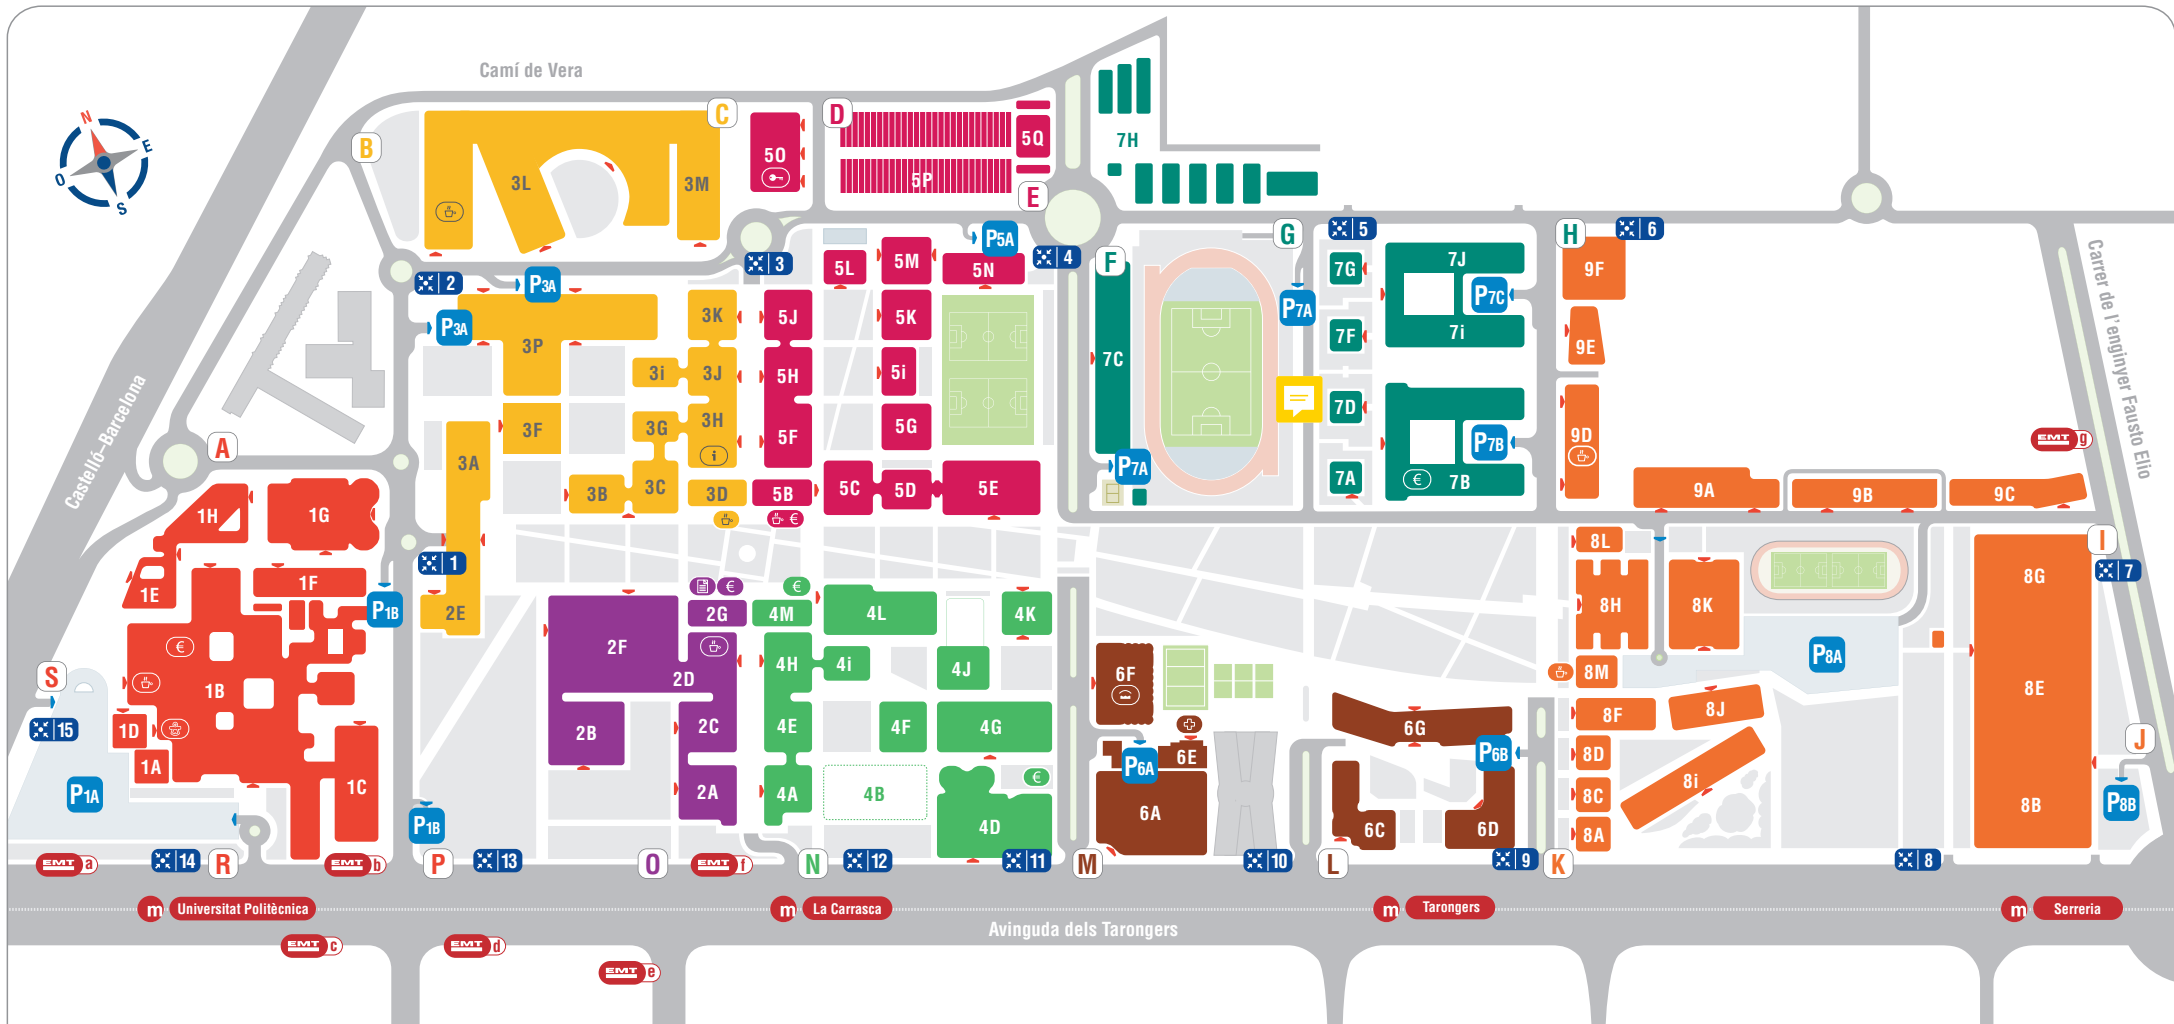 Camí de Vera
N
E
S
O
B
C
D
3L
3M
5O
5P
5Q
E
7H
A
2
P3A
P3A
3
5L
5M
5N
P5A
4
F
G
5
7G
7J
P7C
7i
H
6
9F
9E
Carrer de l'enginyer Fausto Elio
Castelló–Barcelona
3P
3K
5J
5K
7C
P7A
7F
3i
3J
5H
5i
7D
3F
3G
3H
i
5F
5G
P7B
9D
EMT g
3A
3B
3C
3D
5B
5C
5D
5E
P7A
7A
€
7B
9A
9B
9C
€
1H
1G
1
1E
1F
P1B
2E
€
€
8L
I
7
8G
2G
4M
4L
4K
8H
8K
€
2F
2D
4H
4i
4J
6F
8M
P8A
S
1B
8E
15
1D
2B
2C
4E
4F
4G
6G
8F
8J
J
1A
6E
P6A
P6B
8D
8i
P1A
1C
2A
4A
4B
€
8C
8B
P8B
P1B
4D
6A
6C
6D
8A
EMT a
14
R
EMT b
P
13
O
EMT f
N
12
11
M
10
L
9
K
8
m Universitat Politècnica
m La Carrasca
m Tarongers
m Serreria
Avinguda dels Tarongers
EMT c
EMT d
EMT e